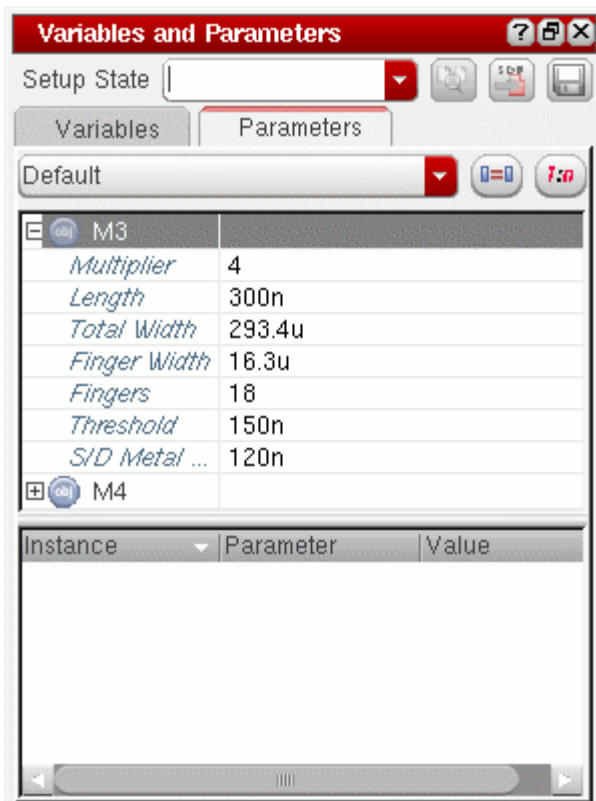 Variables and Parameters
Setup State
Variables Parameters
Default
M3
Multiplier 4
Length 300n
Total Width 293.4u
Finger Width 16.3u
Fingers 18
Threshold 150n
S/D Metal ... 120n
M4
Instance Parameter Value